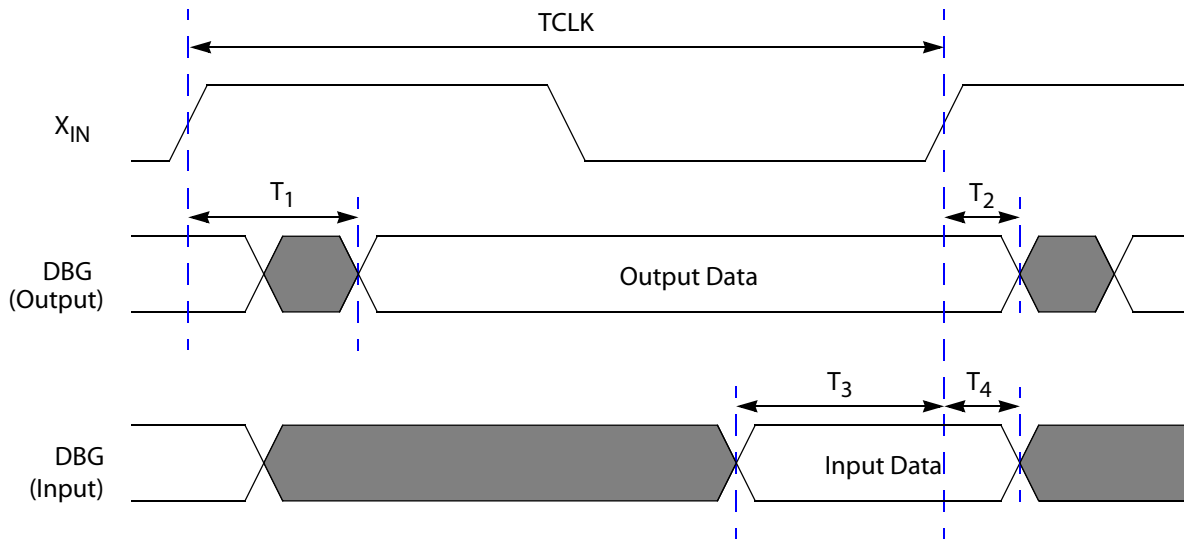 TCLK
X_IN
T_1
T_2
DBG
(Output)
Output Data
T_3
T_4
DBG
(Input)
Input Data